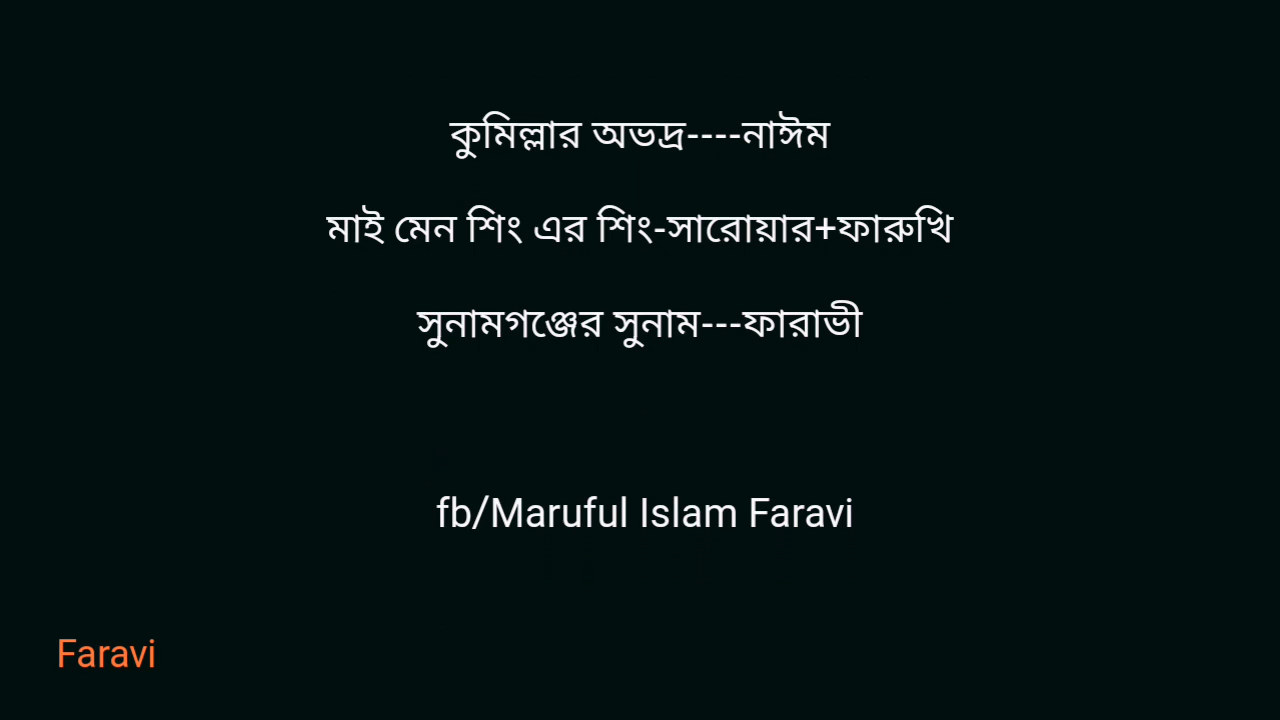 কুমিল্লার অভদ্র----নাঈম
মাই মেন শিং এর শিং-সারোয়ার+ফারুখি
সুনামগঞ্জের সুনাম---ফারাভী
fb/Maruful Islam Faravi
Faravi